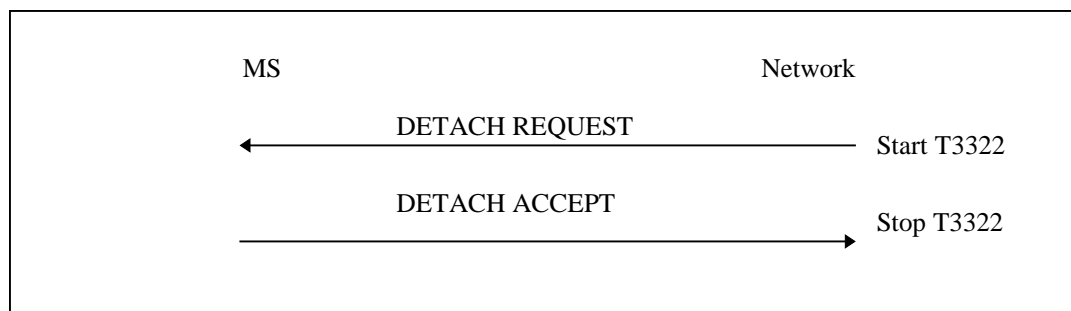 MS
Network
DETACH REQUEST
Start T3322
DETACH ACCEPT
Stop T3322